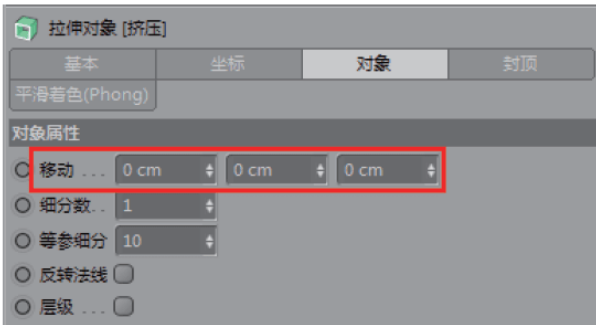 拉伸对象 [挤压]
基本 坐标 对象 封顶
平滑着色(Phong)
对象属性
移动 . . . 0 cm 0 cm 0 cm
细分数. . 1
等参细分 10
反转法线
层级 . . .